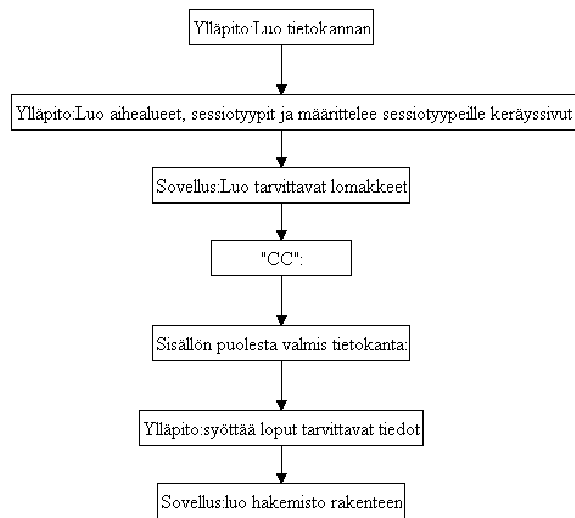 Ylläpito:Luo tietokannan
Ylläpito:Luo aihealueet, sessiotyypit ja määrittelee sessiotyypeille keräyssivut
Sovellus:Luo tarvittavat lomakkeet
"CC":
Sisällön puolesta valmis tietokanta:
Ylläpito:syöttää loput tarvittavat tiedot
Sovellus:luo hakemisto rakenteen